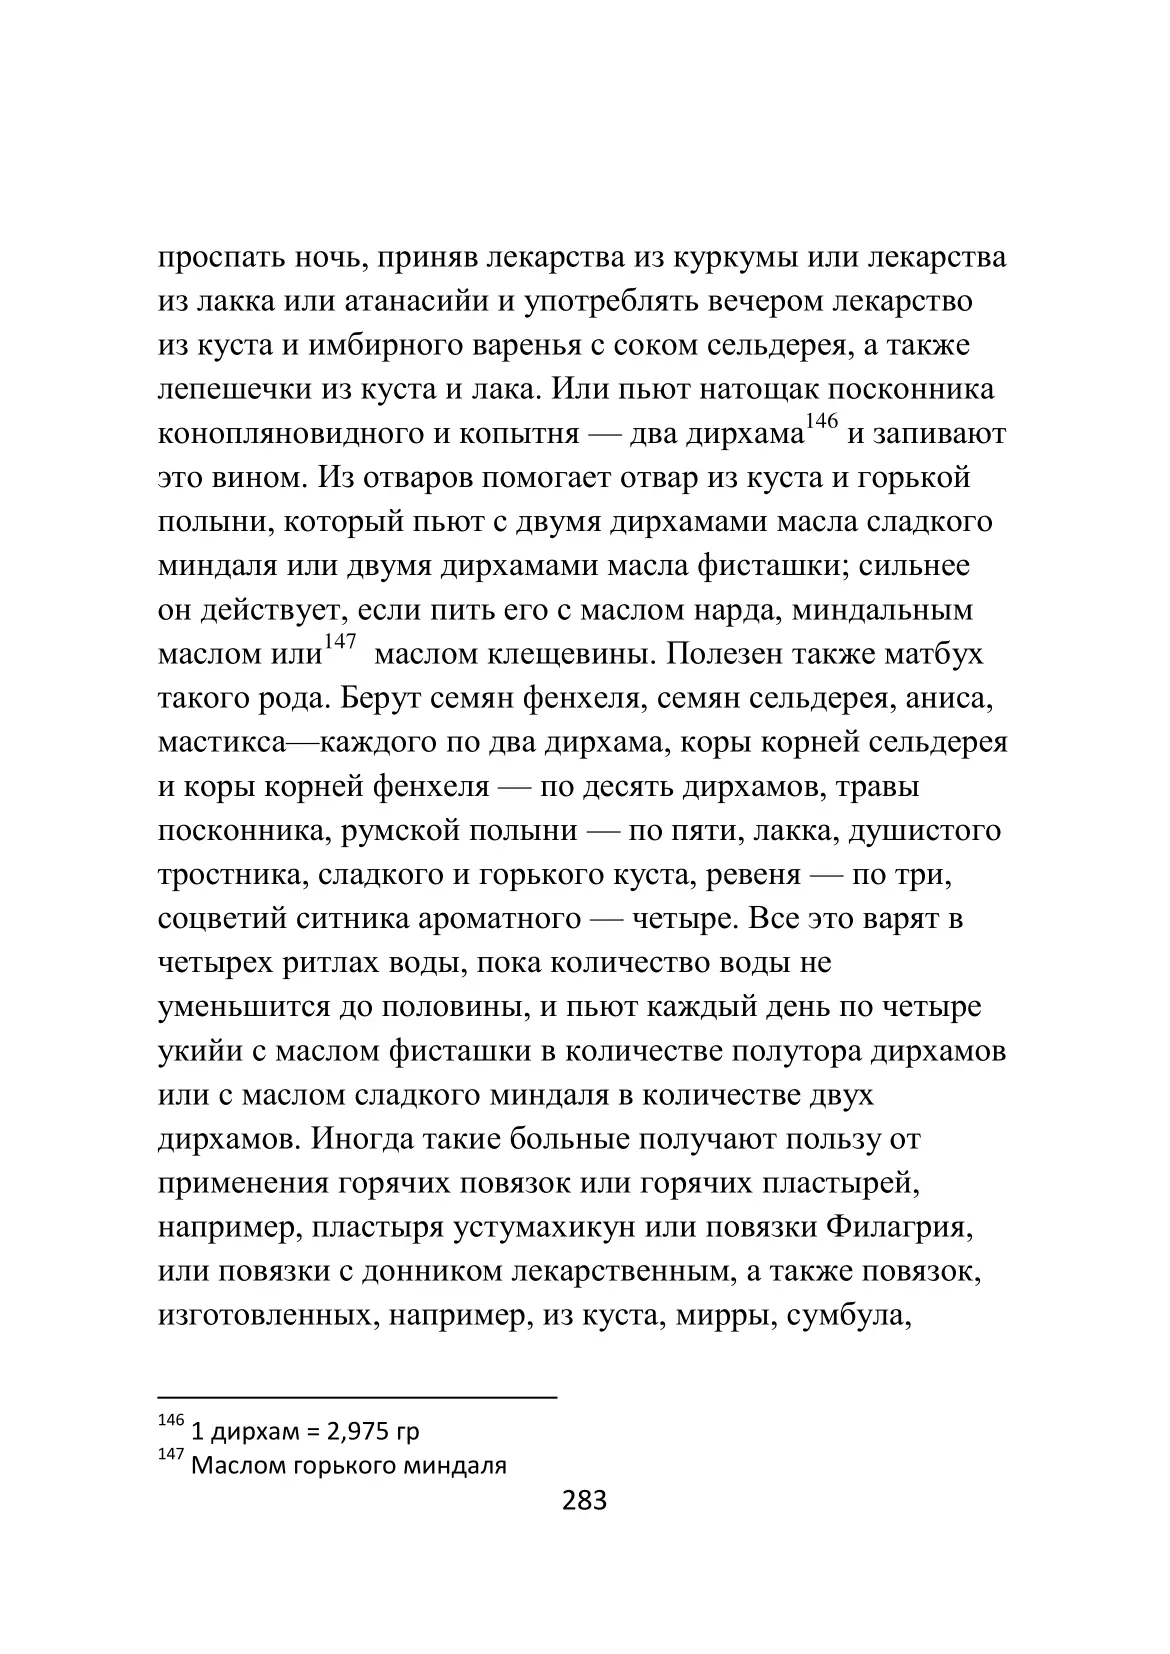 проспать ночь, приняв лекарства из куркумы или лекарства
из лакка или атанасийи и употреблять вечером лекарство
из куста и имбирного варенья с соком сельдерея, а также
лепешечки из куста и лака. Или пьют натощак посконника
конопляновидного и копытня — два дирхама146 и запивают
это вином. Из отваров помогает отвар из куста и горькой
полыни, который пьют с двумя дирхамами масла сладкого
миндаля или двумя дирхамами масла фисташки; сильнее
он действует, если пить его с маслом нарда, миндальным
маслом или147 маслом клещевины. Полезен также матбух
такого рода. Берут семян фенхеля, семян сельдерея, аниса,
мастикса—каждого по два дирхама, коры корней сельдерея
и коры корней фенхеля — по десять дирхамов, травы
посконника, румской полыни — по пяти, лакка, душистого
тростника, сладкого и горького куста, ревеня — по три,
соцветий ситника ароматного — четыре. Все это варят в
четырех ритлах воды, пока количество воды не
уменьшится до половины, и пьют каждый день по четыре
укийи с маслом фисташки в количестве полутора дирхамов
или с маслом сладкого миндаля в количестве двух
дирхамов. Иногда такие больные получают пользу от
применения горячих повязок или горячих пластырей,
например, пластыря устумахикун или повязки Филагрия,
или повязки с донником лекарственным, а также повязок,
изготовленных, например, из куста, мирры, сумбула,
146 1 дирхам = 2,975 гр
147 Маслом горького миндаля
283